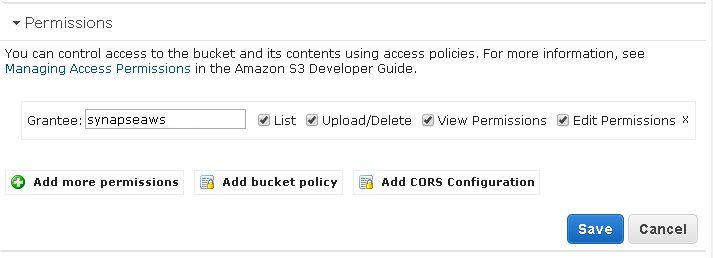 Permissions
You can control access to the bucket and its contents using access policies. For more information, see
Managing Access Permissions in the Amazon S3 Developer Guide.
Grantee: synapseaws List Upload/Delete View Permissions Edit Permissions x
Add more permissions Add bucket policy Add CORS Configuration
Save Cancel